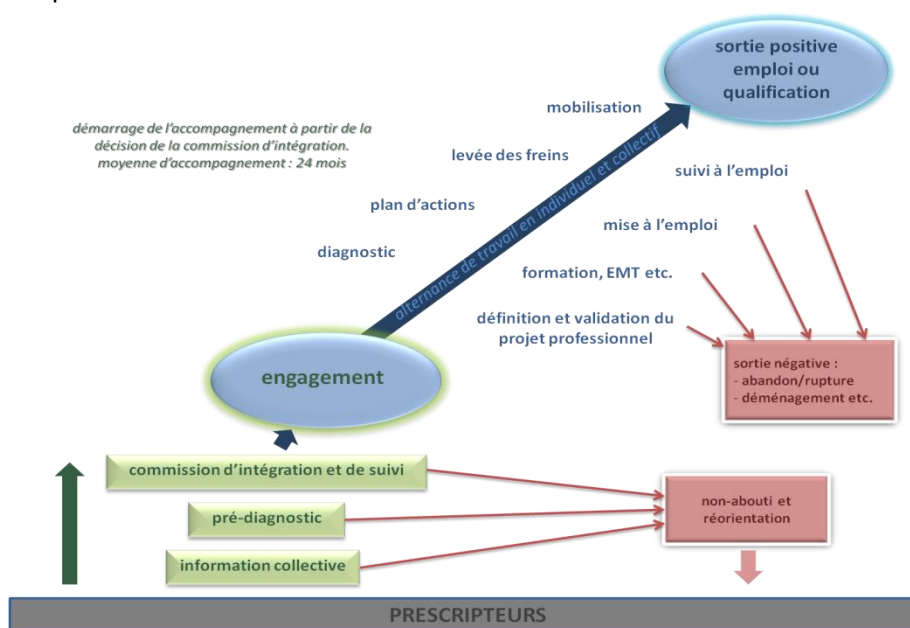 sortie positive
emploi ou
qualification
mobilisation
démarrage de l'accompagnement à partir de la
décision de la commission d'intégration.
moyenne d'accompagnement : 24 mois
levée des freins
suivi à l'emploi
plan d'actions
mise à l'emploi
diagnostic
alternance de travail en individuel et collectif
formation, EMT etc.
définition et validation du
projet professionnel
sortie négative :
- abandon/rupture
- déménagement etc.
engagement
commission d'intégration et de suivi
non-abouti et
réorientation
pré-diagnostic
information collective
PRESCRIPTEURS